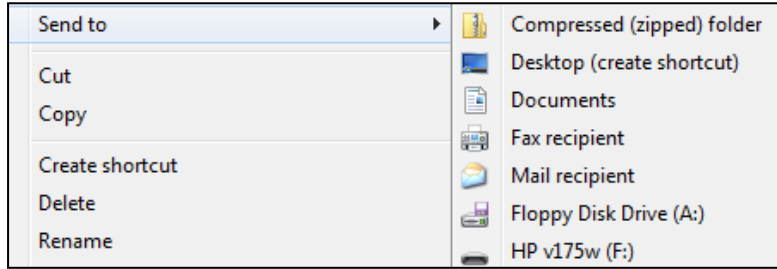 Send to
Cut
Copy
Create shortcut
Delete
Rename
Compressed (zipped) folder
Desktop (create shortcut)
Documents
Fax recipient
Mail recipient
Floppy Disk Drive (A:)
HP v175w (F:)